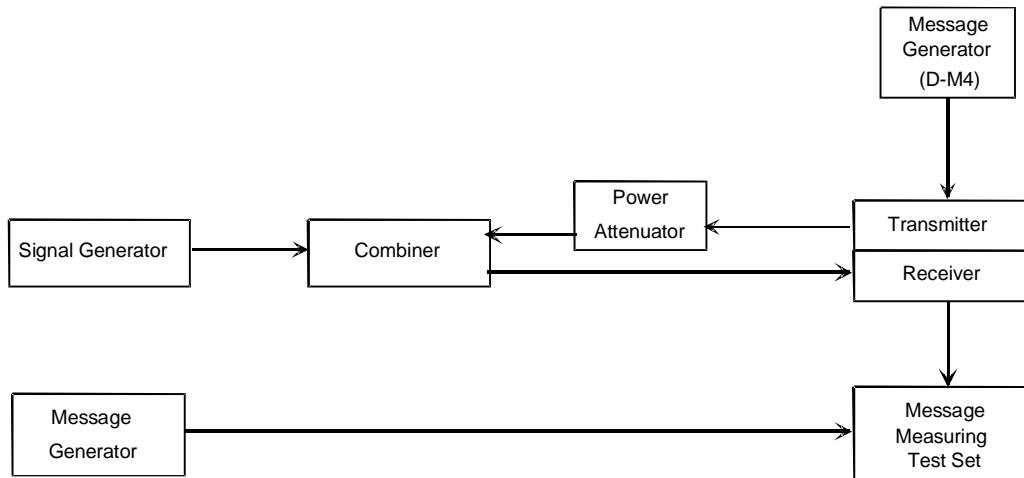 Message
Generator
(D-M4)
Power
Attenuator
Transmitter
Signal Generator
Combiner
Receiver
Message
Generator
Message
Measuring
Test Set